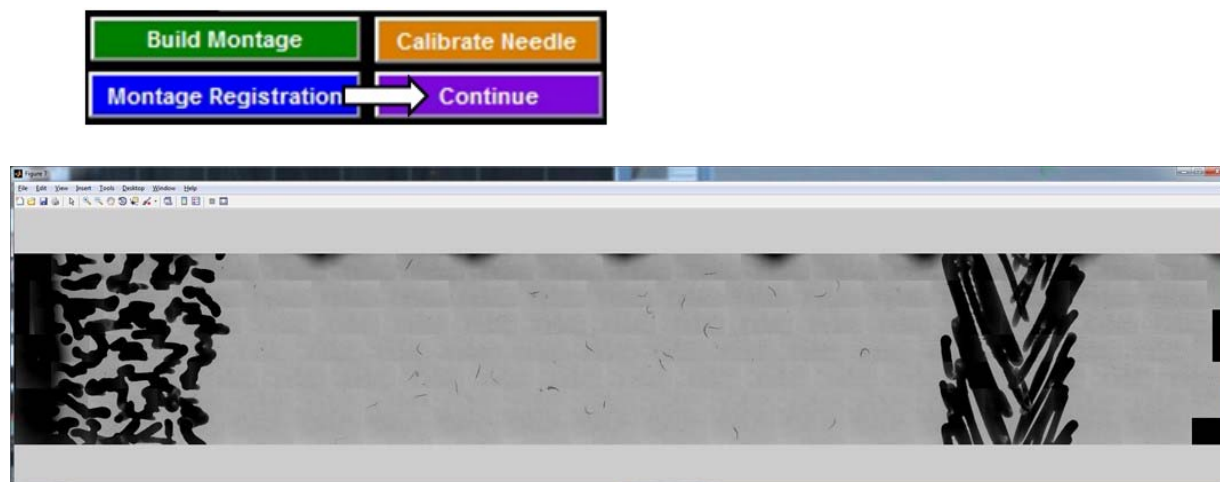 Build Montage Calibrate Needle
Montage Registration Continue
Figure 1
File Edit View Insert Tools Desktop Window Help